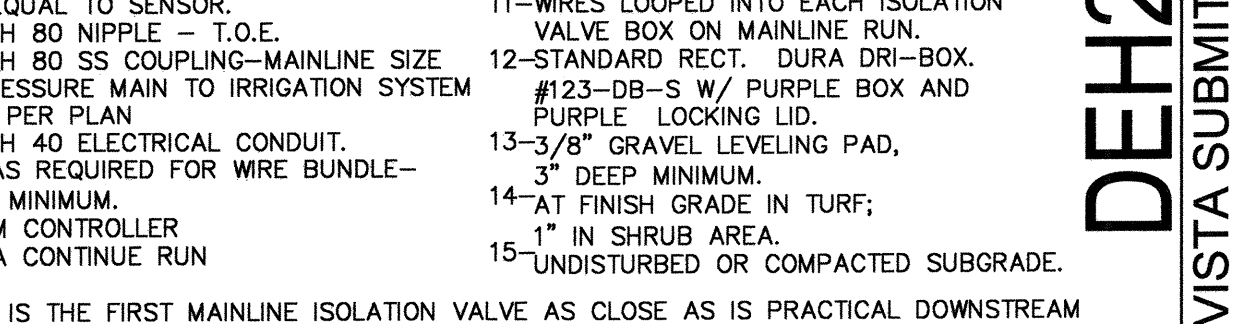 EQUAL TO SENSOR.
H 80 NIPPLE – T.O.E.
H 80 SS COUPLING–MAINLINE SIZE
ESSURE MAIN TO IRRIGATION SYSTEM
PER PLAN
H 40 ELECTRICAL CONDUIT.
AS REQUIRED FOR WIRE BUNDLE–
MINIMUM.
M CONTROLLER
A CONTINUE RUN
11–WIRES LOOPED INTO EACH ISOLATION
VALVE BOX ON MAINLINE RUN.
12–STANDARD RECT. DURA DRI–BOX.
#123–DB–S W/ PURPLE BOX AND
PURPLE LOCKING LID.
13–3/8" GRAVEL LEVELING PAD,
3" DEEP MINIMUM.
14–AT FINISH GRADE IN TURF;
1" IN SHRUB AREA.
15–UNDISTURBED OR COMPACTED SUBGRADE.
IS THE FIRST MAINLINE ISOLATION VALVE AS CLOSE AS IS PRACTICAL DOWNSTREAM
DEH2
VISTA SUBMIT